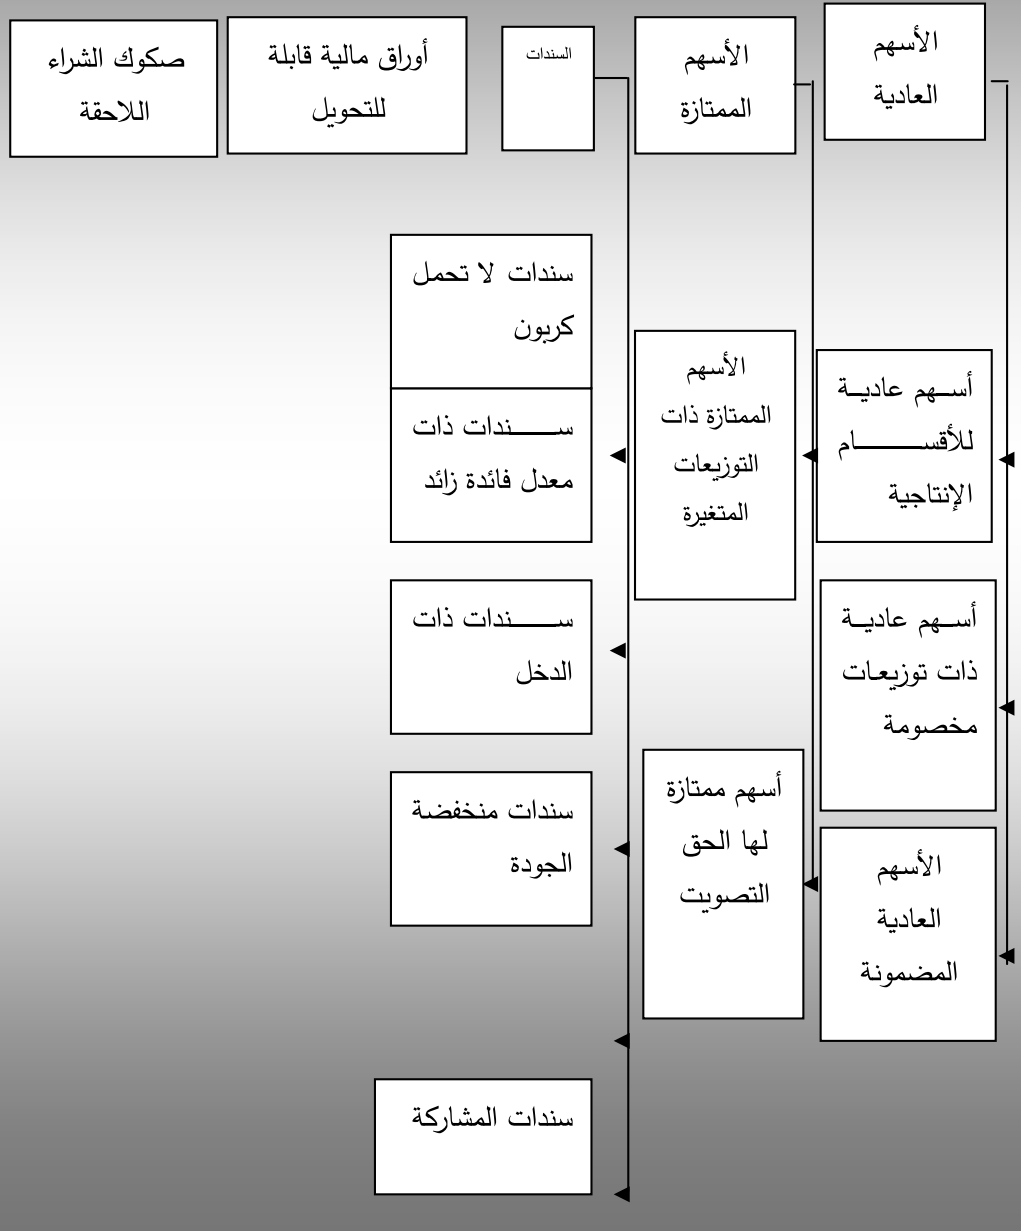 الأسهم
العادية
الأسهم
الممتازة
السندات
أوراق مالية قابلة
للتحويل
صكوك الشراء
اللاحقة
أسهم عادية
للأقسام
الإنتاجية
أسهم عادية
ذات توزيعات
مخصومة
الأسهم
العادية
المضمونة
الأسهم
الممتازة ذات
التوزيعات
المتغيرة
أسهم ممتازة
لها الحق
التصويت
سندات لا تحمل
كربون
سندات ذات
معدل فائدة زائد
سندات ذات
الدخل
سندات منخفضة
الجودة
سندات المشاركة